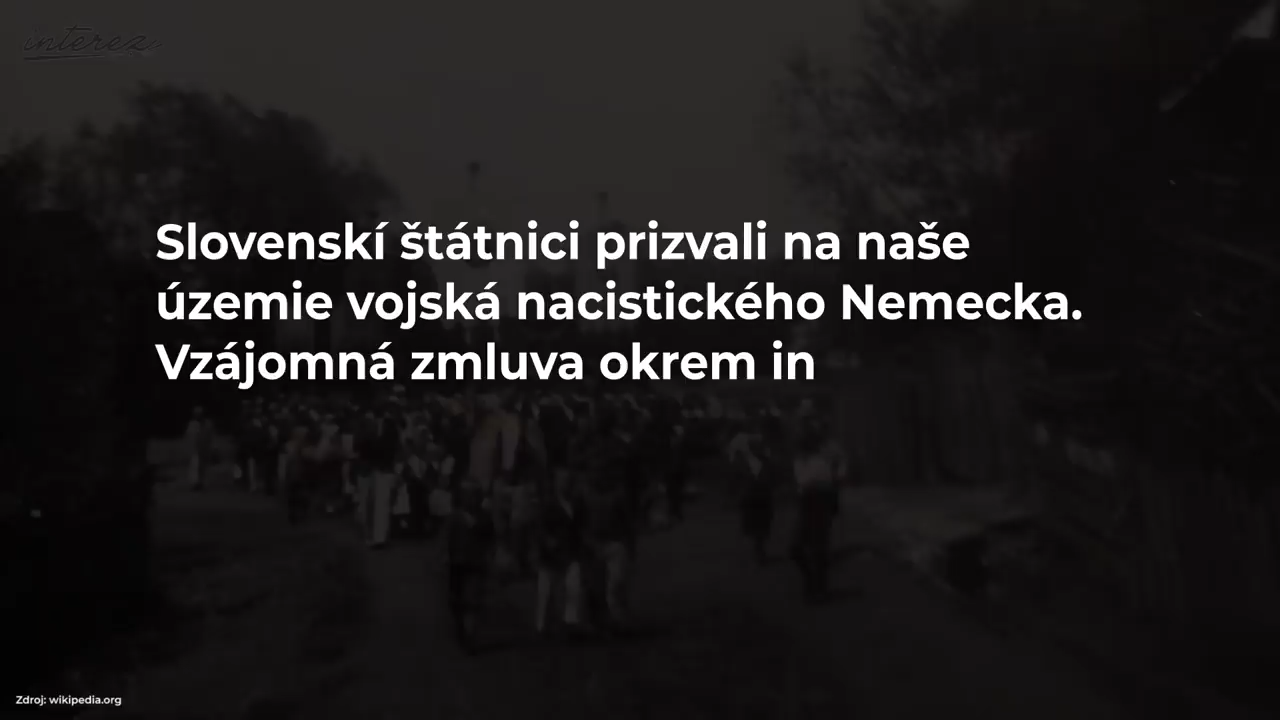 interez
Slovenskí štátnici prizvali na naše
územie vojská nacistického Nemecka.
Vzájomná zmluva okrem in
Zdroj: wikipedia.org